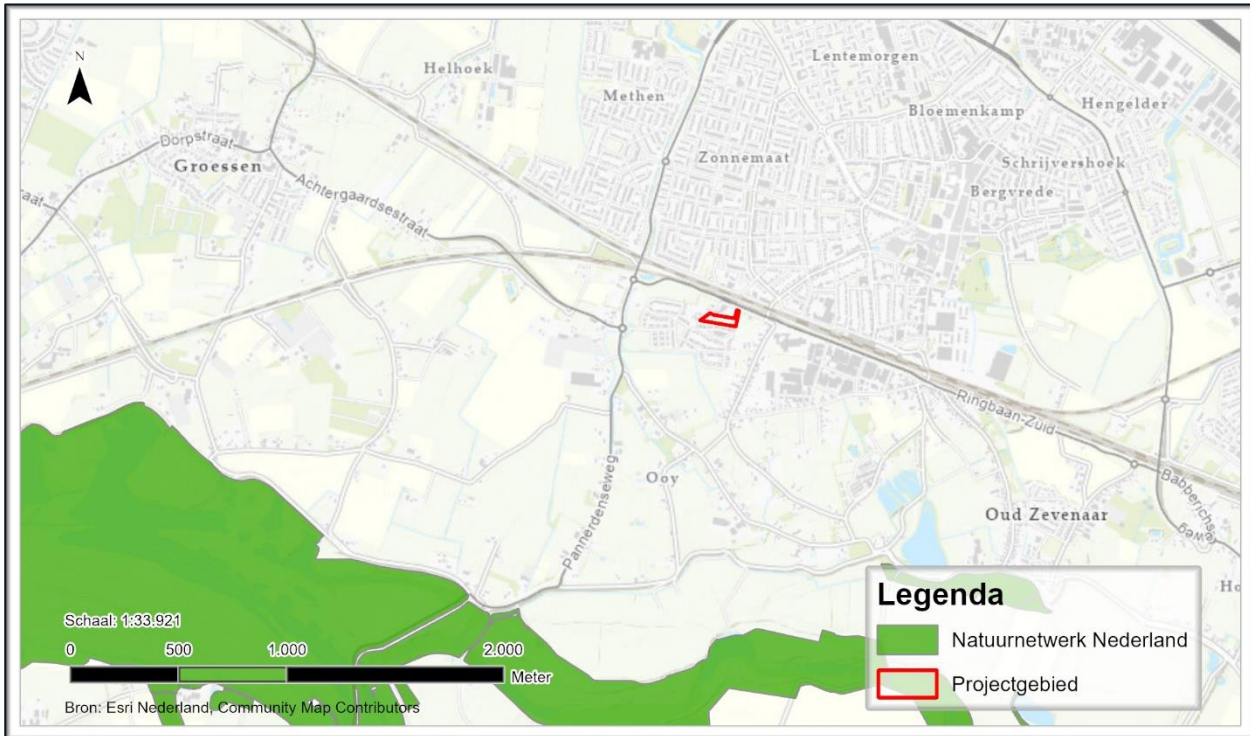 N
Helhoek
Lentemorgen
Methen
Bloemenkamp
Hengelder
Dorpstraat
Groessen
Zonnemaat
Schrijvershoek
Bergvrede
Achtergaardsestraat
raat
Ringbaan-Zuid
Ooy
Babberichseweg
Oud Zevenaar
Pannerdenseweg
Ho
Legenda
Natuurnetwerk Nederland
Projectgebied
Schaal: 1:33.921
0 500 1.000 2.000
Meter
Bron: Esri Nederland, Community Map Contributors